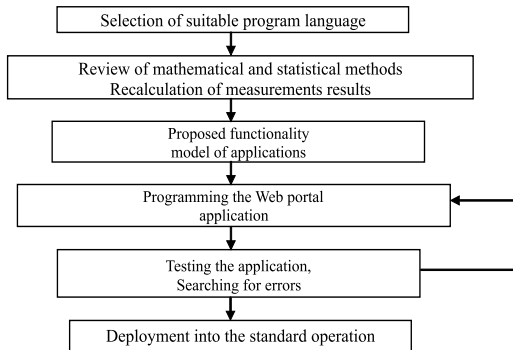 Selection of suitable program language
Review of mathematical and statistical methods
Recalculation of measurements results
Proposed functionality
model of applications
Programming the Web portal
application
Testing the application,
Searching for errors
Deployment into the standard operation